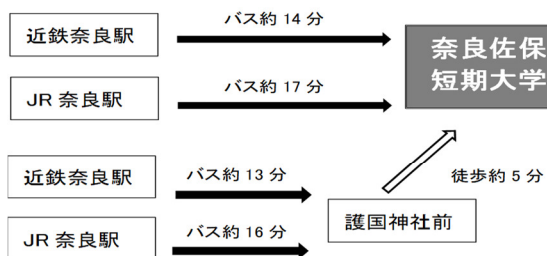 近鉄奈良駅
バス約 14 分
奈良佐保
短期大学
JR 奈良駅
バス約 17 分
近鉄奈良駅
バス約 13 分
徒歩約 5 分
護国神社前
JR 奈良駅
バス約 16 分